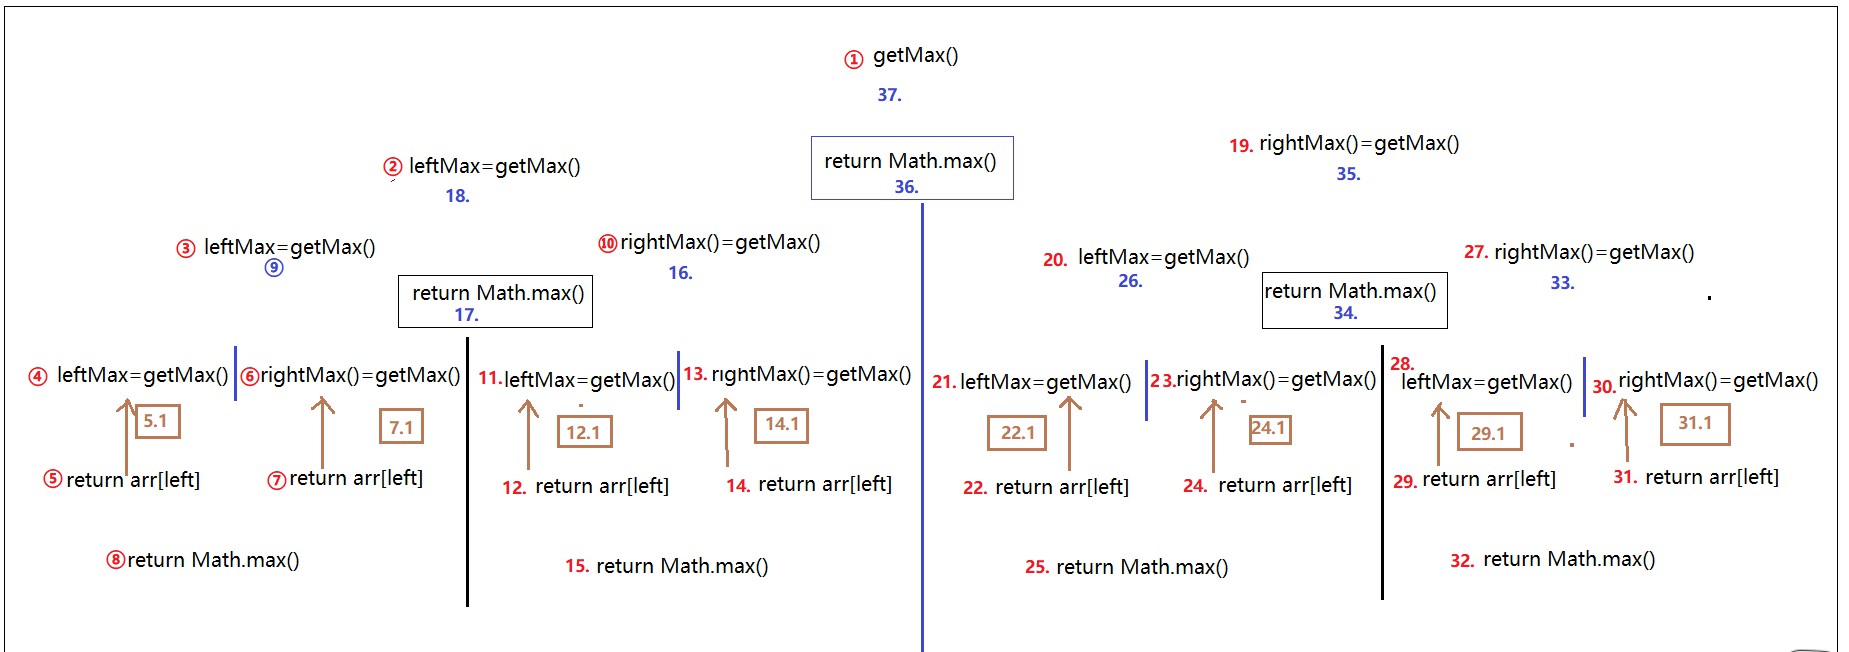 ① getMax()
37.
19. rightMax()=getMax()
② leftMax=getMax()
return Math.max()
18.
36.
35.
③ leftMax=getMax()
⑩ rightMax()=getMax()
20. leftMax=getMax()
27. rightMax()=getMax()
⑨
16.
26.
33.
return Math.max()
17.
return Math.max()
34.
④ leftMax=getMax()
⑥ rightMax()=getMax()
11. leftMax=getMax()
13. rightMax()=getMax()
21. leftMax=getMax()
23. rightMax()=getMax()
28. leftMax=getMax()
30. rightMax()=getMax()
5.1
7.1
12.1
14.1
22.1
24.1
29.1
31.1
⑤ return arr[left]
⑦ return arr[left]
12. return arr[left]
14. return arr[left]
22. return arr[left]
24. return arr[left]
29. return arr[left]
31. return arr[left]
⑧ return Math.max()
15. return Math.max()
25. return Math.max()
32. return Math.max()